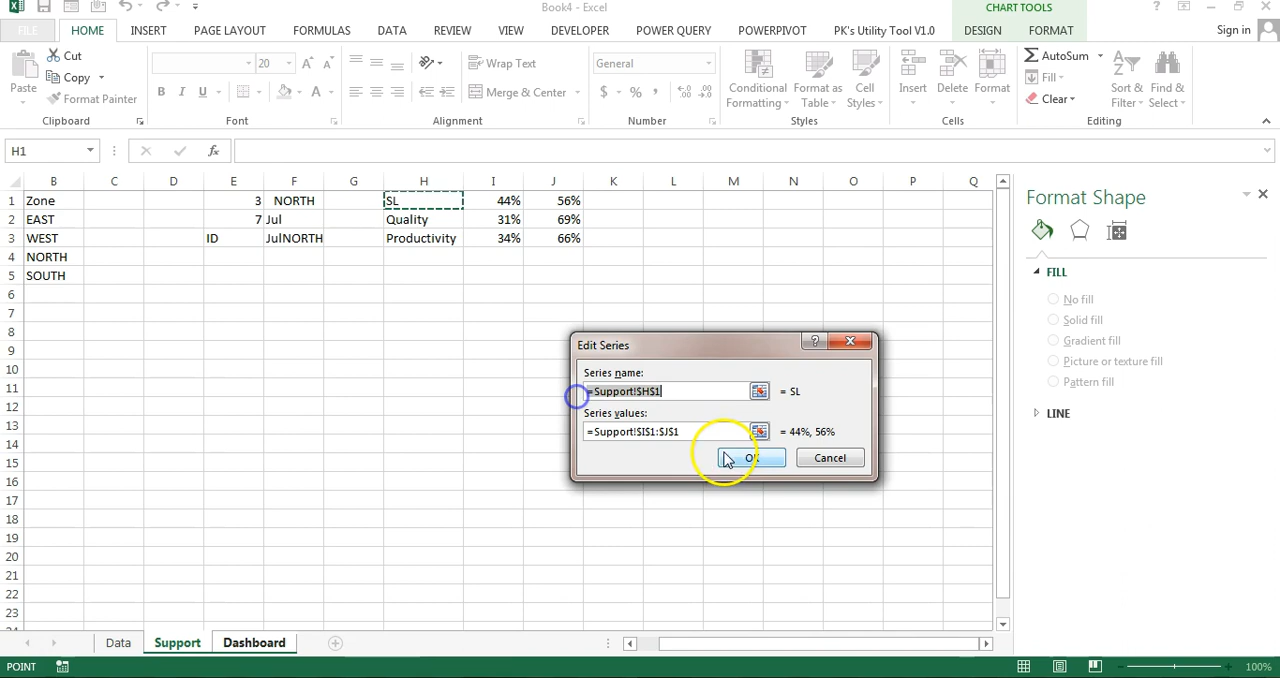 Book4 - Excel
CHART TOOLS
FILE
HOME
INSERT
PAGE LAYOUT
FORMULAS
DATA
REVIEW
VIEW
DEVELOPER
POWER QUERY
POWERPIVOT
PK's Utility Tool V1.0
DESIGN
FORMAT
Sign in
Paste
Cut
Copy
Format Painter
20
Wrap Text
Merge & Center
General
$ % ,
Conditional Formatting
Format as Table
Cell Styles
Insert
Delete
Format
AutoSum
Fill
Clear
Sort & Filter
Find & Select
Clipboard
Font
Alignment
Number
Styles
Cells
Editing
H1
fx
B C D E F G H I J K L M N O P Q
1 Zone 3 NORTH SL 44% 56%
2 EAST 7 Jul Quality 31% 69%
3 WEST ID JulNORTH Productivity 34% 66%
4 NORTH
5 SOUTH
6
7
8
9
10
11
12
13
14
15
16
17
18
19
20
21
22
23
Edit Series
Series name:
=Support!$H$1
= SL
Series values:
=Support!$I$1:$J$1
= 44%, 56%
OK
Cancel
Format Shape
FILL
No fill
Solid fill
Gradient fill
Picture or texture fill
Pattern fill
LINE
Data
Support
Dashboard
POINT
100%